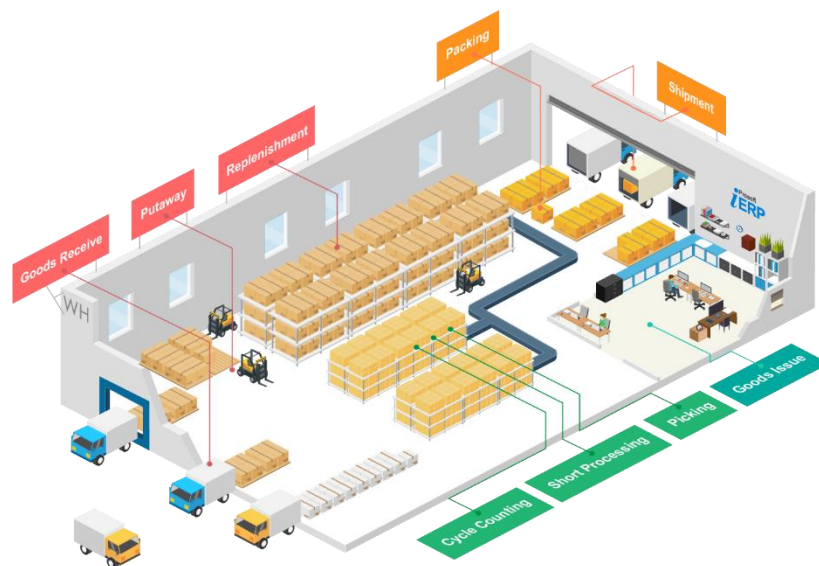 Packing
Shipment
Replenishment
Putaway
Goods Receive
WH
iERP
Goods Issue
Picking
Short Processing
Cycle Counting